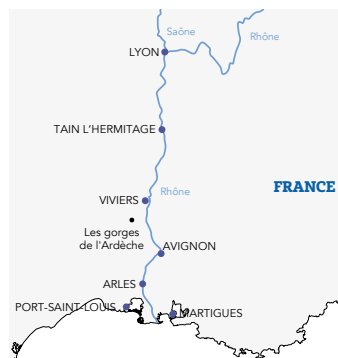 Saône
Rhône
LYON
TAIN L'HERMITAGE
FRANCE
VIVIERS
Rhône
Les gorges
de l'Ardèche
AVIGNON
ARLES
PORT-SAINT-LOUIS
MARTIGUES